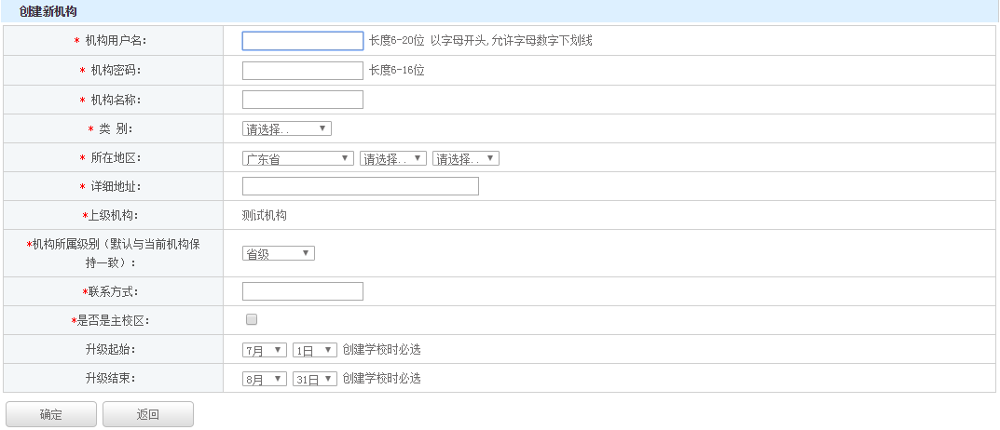 创建新机构
* 机构用户名: 长度6-20位 以字母开头,允许字母数字下划线
* 机构密码: 长度6-16位
* 机构名称:
* 类 别: 请选择..
* 所在地区: 广东省 请选择.. 请选择..
* 详细地址:
*上级机构: 测试机构
*机构所属级别(默认与当前机构保
持一致): 省级
*联系方式:
*是否是主校区:
升级起始: 7月 1日 创建学校时必选
升级结束: 8月 31日 创建学校时必选
确定 返回